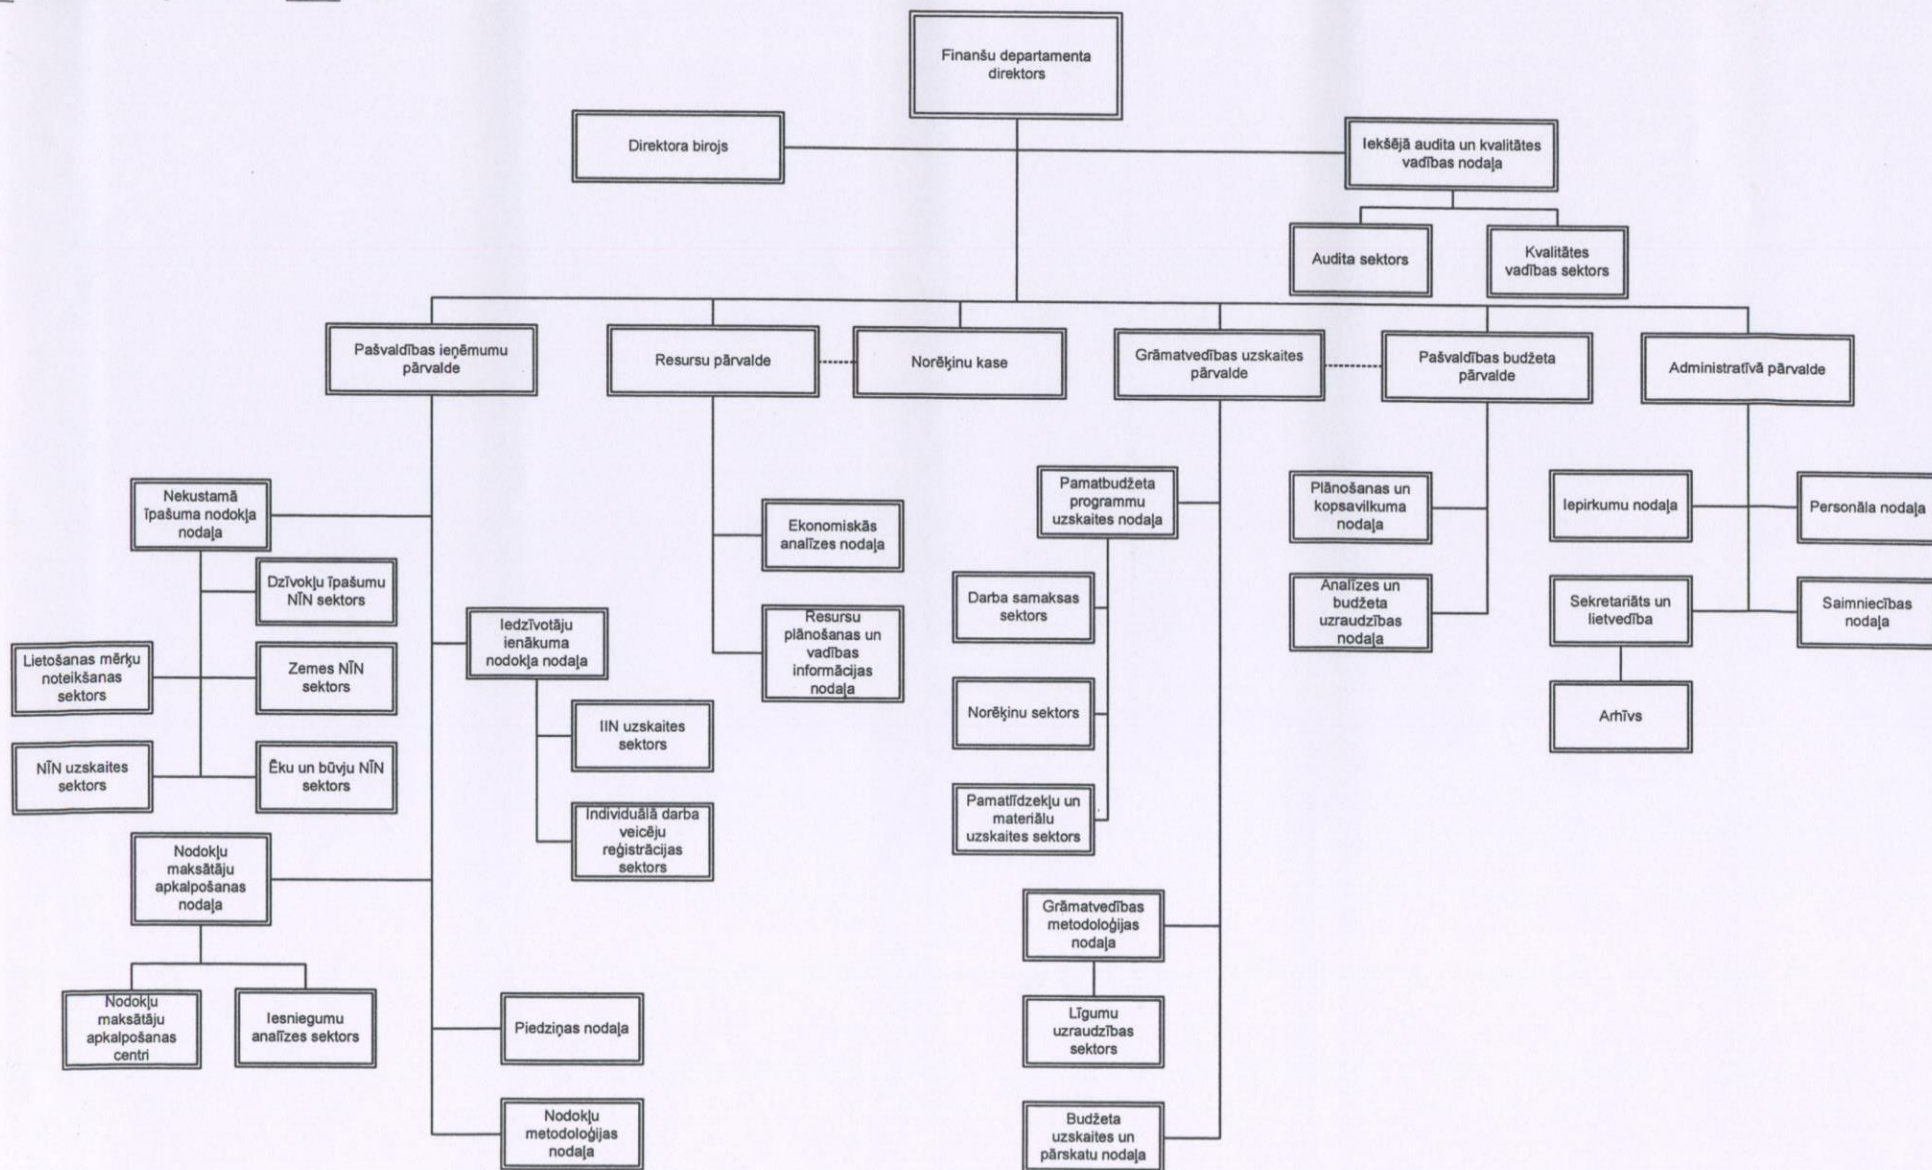 Finanšu departamenta
direktors
Direktora birojs
Iekšējā audita un kvalitātes
vadības nodaļa
Audita sektors
Kvalitātes
vadības sektors
Pašvaldības ieņēmumu
pārvalde
Resursu pārvalde
Norēķinu kase
Grāmatvedības uzskaites
pārvalde
Pašvaldības budžeta
pārvalde
Administratīvā pārvalde
Nekustamā
īpašuma nodokļa
nodaļa
Dzīvokļu īpašumu
NĪN sektors
Lietošanas mērķu
noteikšanas
sektors
Zemes NĪN
sektors
NĪN uzskaites
sektors
Ēku un būvju NĪN
sektors
Nodokļu
maksātāju
apkalpošanas
nodaļa
Nodokļu
maksātāju
apkalpošanas
centri
Iesniegumu
analīzes sektors
Iedzīvotāju
ienākuma
nodokļa nodaļa
IIN uzskaites
sektors
Individuālā darba
veicēju
reģistrācijas
sektors
Piedziņas nodaļa
Nodokļu
metodoloģijas
nodaļa
Ekonomiskās
analīzes nodaļa
Resursu
plānošanas un
vadības
informācijas
nodaļa
Pamatbudžeta
programmu
uzskaites nodaļa
Darba samaksas
sektors
Norēķinu sektors
Pamatlīdzekļu un
materiālu
uzskaites sektors
Grāmatvedības
metodoloģijas
nodaļa
Līgumu
uzraudzības
sektors
Budžeta
uzskaites un
pārskatu nodaļa
Plānošanas un
kopsavilkuma
nodaļa
Analīzes un
budžeta
uzraudzības
nodaļa
Iepirkumu nodaļa
Personāla nodaļa
Sekretariāts un
lietvedība
Saimniecības
nodaļa
Arhīvs